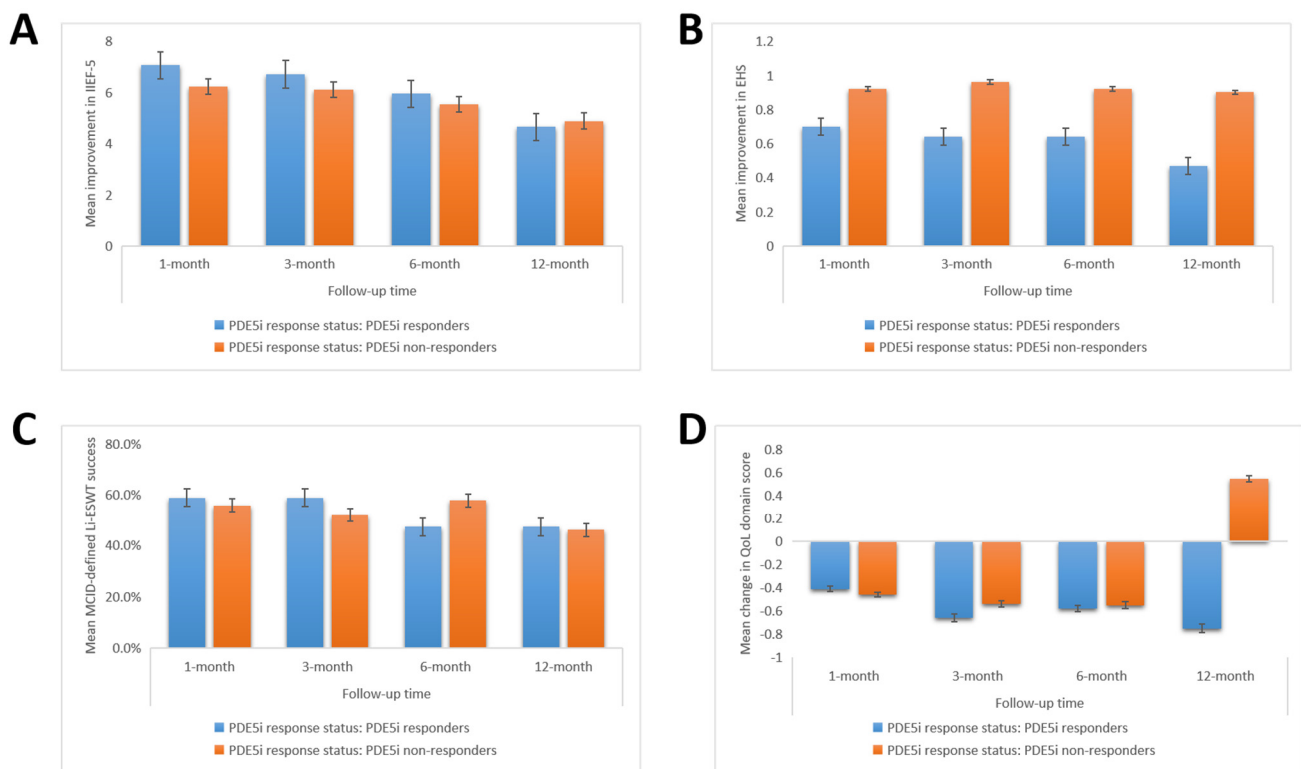 A
Mean improvement in IIEF-5
8
6
4
2
0
1-month 3-month 6-month 12-month
Follow-up time
PDE5i response status: PDE5i responders
PDE5i response status: PDE5i non-responders
B
Mean improvement in EHS
1.2
1
0.8
0.6
0.4
0.2
0
1-month 3-month 6-month 12-month
Follow-up time
PDE5i response status: PDE5i responders
PDE5i response status: PDE5i non-responders
C
Mean MCID-defined Li-ESWT success
80.0%
60.0%
40.0%
20.0%
0.0%
1-month 3-month 6-month 12-month
Follow-up time
PDE5i response status: PDE5i responders
PDE5i response status: PDE5i non-responders
D
Mean change in QoL domain score
0.8
0.6
0.4
0.2
0
-0.2
-0.4
-0.6
-0.8
-1
1-month 3-month 6-month 12-month
Follow-up time
PDE5i response status: PDE5i responders
PDE5i response status: PDE5i non-responders